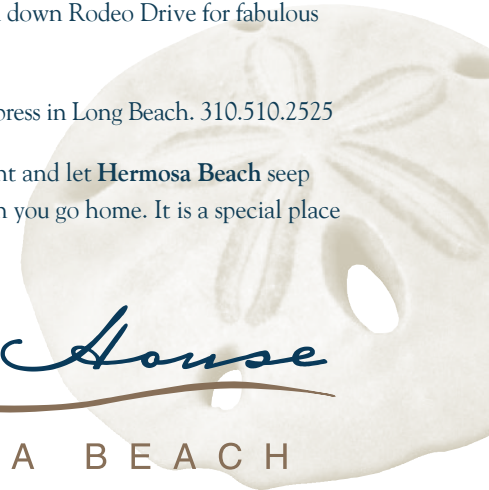 down Rodeo Drive for fabulous
press in Long Beach. 310.510.2525
nt and let Hermosa Beach seep
n you go home. It is a special place
House
A BEACH